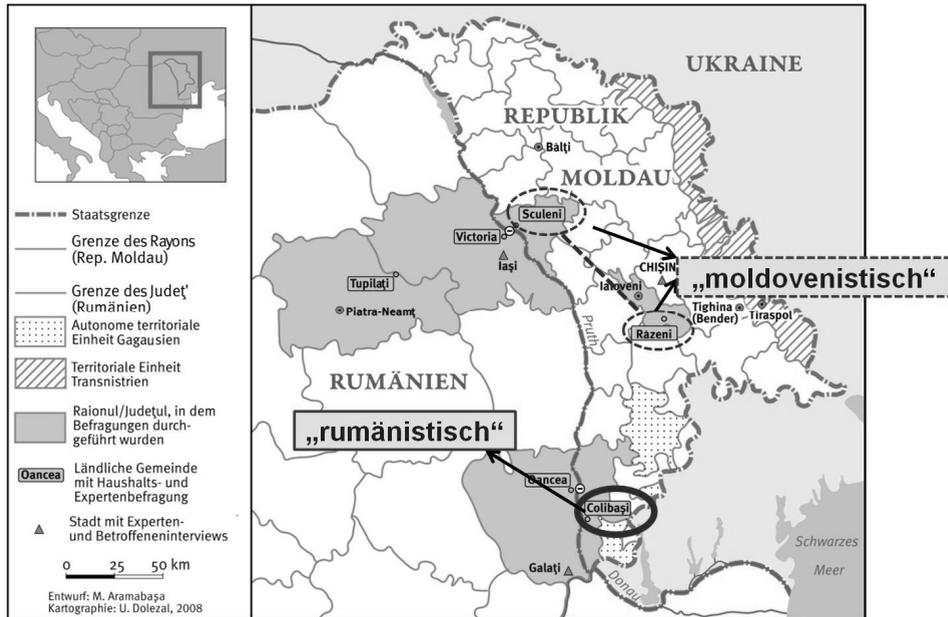 Staatsgrenze
Grenze des Rayons
(Rep. Moldau)
Grenze des Judeţ'
(Rumänien)
Autonome territoriale
Einheit Gagausien
Territoriale Einheit
Transnistrien
Raionul/Judeţul, in dem
Befragungen durch-
geführt wurden
Oancea
Ländliche Gemeinde
mit Haushalts- und
Expertenbefragung
Stadt mit Experten-
und Betroffeneninterviews
0 25 50 km
Entwurf: M. Aramabaşa
Kartographie: U. Dolezal, 2008
UKRAINE
REPUBLIK
Bălţi
MOLDAU
Sculeni
Victoria
Iaşi
CHIŞIN
Tupilaţi
Ialoveni
„moldovenistisch“
Piatra-Neamţ
Tighina
(Bender)
Tiraspol
Pruth
Răzeni
RUMÄNIEN
„rumänistisch“
Oancea
Colibaşi
Galaţi
Donau
Schwarzes
Meer